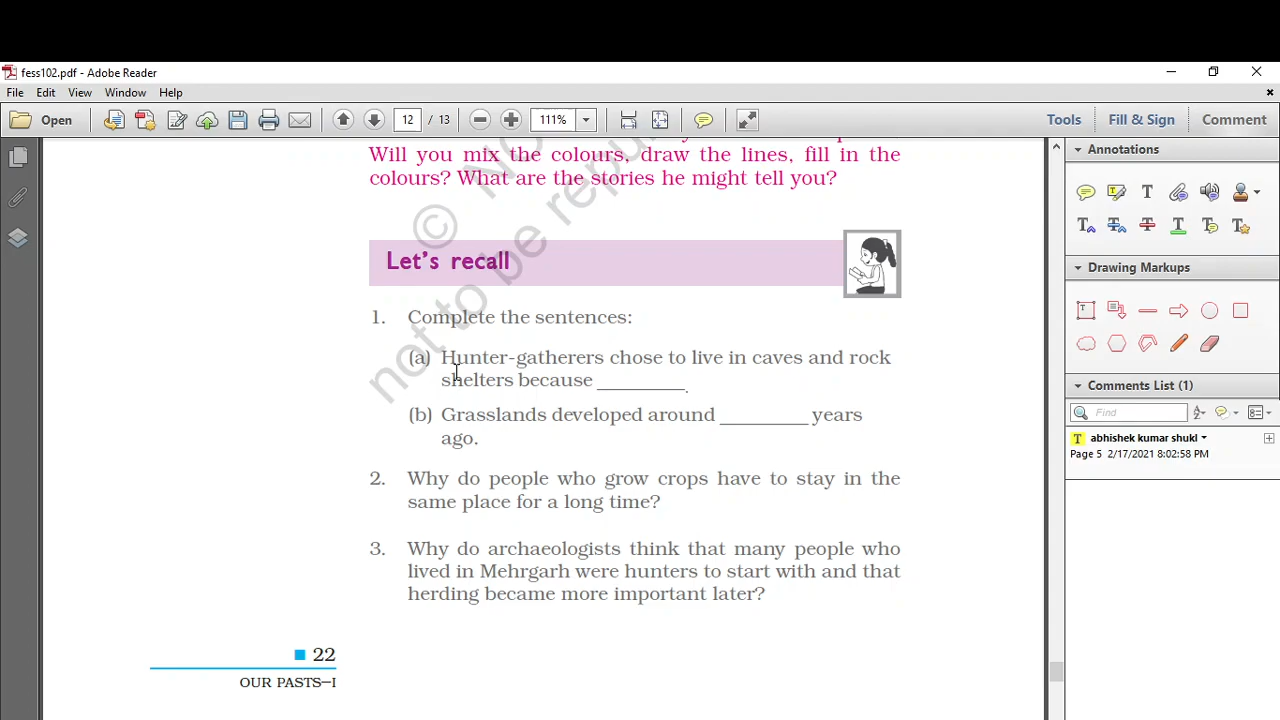 fess102.pdf - Adobe Reader
File Edit View Window Help
Open 12 / 13 111% Tools Fill & Sign Comment
Will you mix the colours, draw the lines, fill in the
colours? What are the stories he might tell you?
Let's recall
1. Complete the sentences:
(a) Hunter-gatherers chose to live in caves and rock
shelters because _________.
(b) Grasslands developed around _________ years
ago.
2. Why do people who grow crops have to stay in the
same place for a long time?
3. Why do archaeologists think that many people who
lived in Mehrgarh were hunters to start with and that
herding became more important later?
22
OUR PASTS–I
not to be republ
Annotations
Drawing Markups
Comments List (1)
Find
abhishek kumar shukl
Page 5 2/17/2021 8:02:58 PM